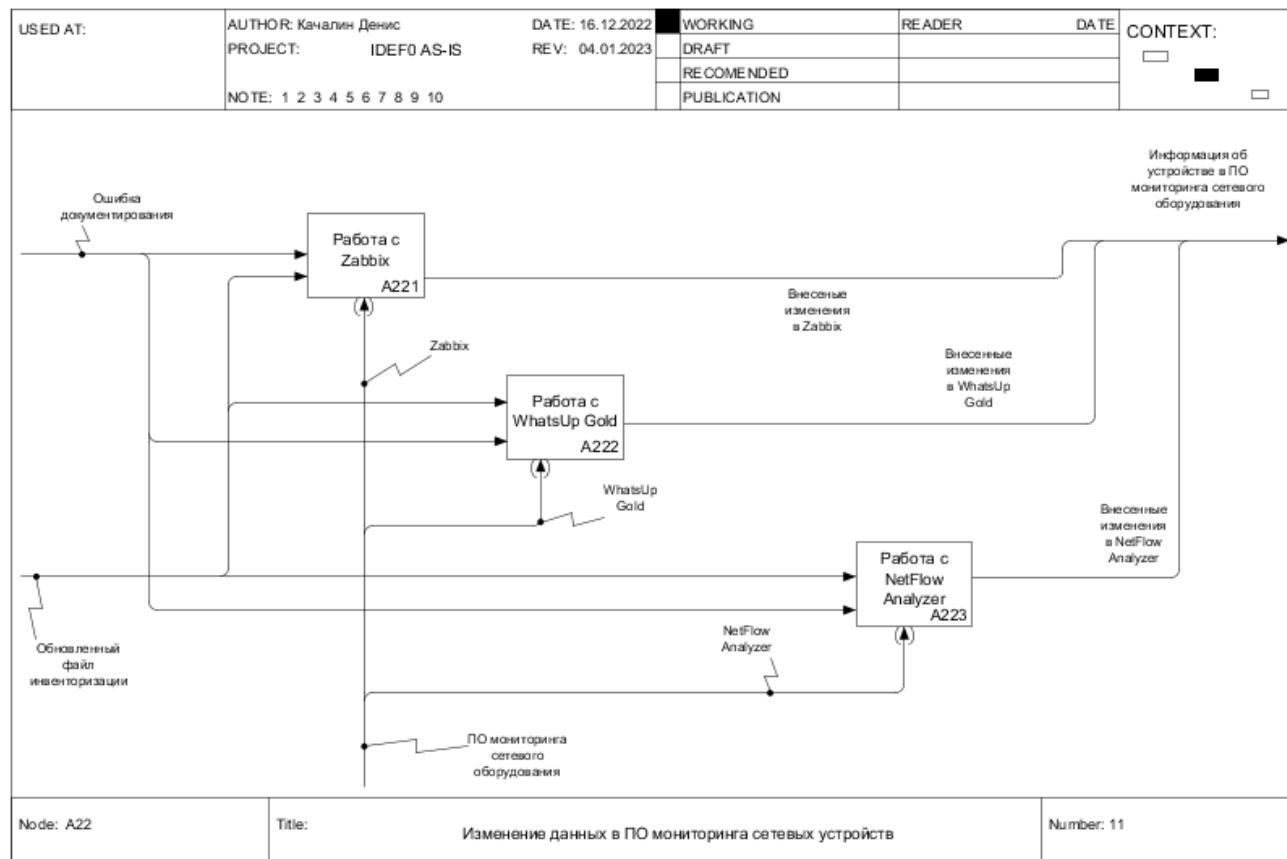 USED AT:
AUTHOR: Качалин Денис
DATE: 16.12.2022
PROJECT: IDEF0 AS-IS
REV: 04.01.2023
NOTE: 1 2 3 4 5 6 7 8 9 10
WORKING
DRAFT
RECOMENDED
PUBLICATION
READER
DATE
CONTEXT:
Информация об
устройстве в ПО
мониторинга сетевого
оборудования
Ошибка
документирования
Работа с
Zabbix
A221
Внесеные
изменения
в Zabbix
Zabbix
Внесенные
изменения
в WhatsUp
Gold
Работа с
WhatsUp Gold
A222
WhatsUp
Gold
Внесенные
изменения
в NetFlow
Analyzer
Работа с
NetFlow
Analyzer
A223
NetFlow
Analyzer
Обновленный
файл
инвенторизации
ПО мониторинга
сетевого
оборудования
Node: A22
Title:
Изменение данных в ПО мониторинга сетевых устройств
Number: 11